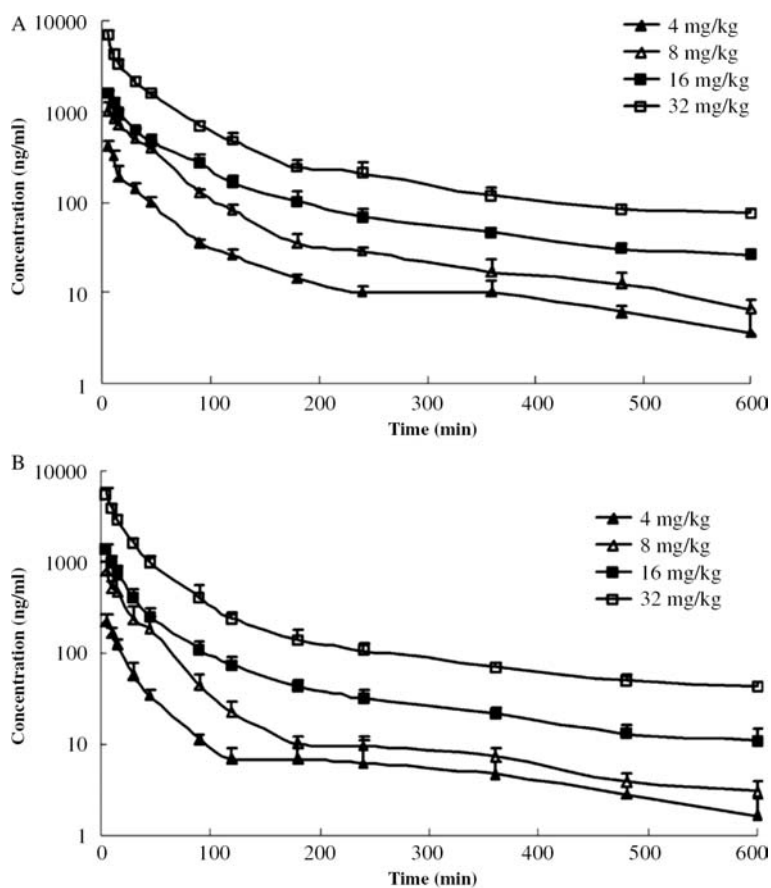 A
Concentration (ng/ml)
10000
1000
100
10
1
0 100 200 300 400 500 600
Time (min)
4 mg/kg
8 mg/kg
16 mg/kg
32 mg/kg
B
Concentration (ng/ml)
10000
1000
100
10
1
0 100 200 300 400 500 600
Time (min)
4 mg/kg
8 mg/kg
16 mg/kg
32 mg/kg